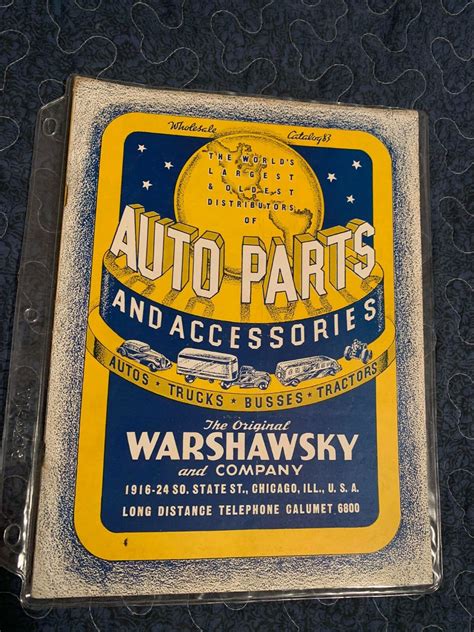 Wholesale Catalog 83
THE WORLD'S
LARGEST
& OLDEST
DISTRIBUTORS
OF
AUTO PARTS
AND ACCESSORIES
AUTOS ★ TRUCKS ★ BUSSES ★ TRACTORS
The Original
WARSHAWSKY
and COMPANY
1916-24 SO. STATE ST., CHICAGO, ILL., U. S. A.
LONG DISTANCE TELEPHONE CALUMET 6800